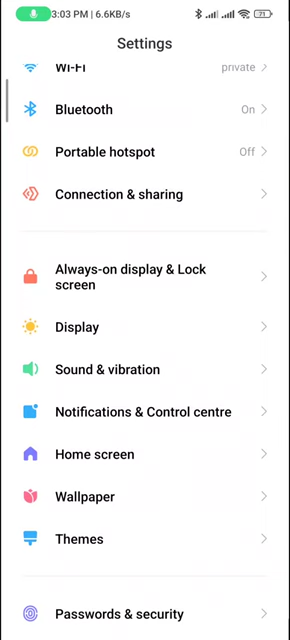 3:03 PM | 6.6KB/s 71
Settings
Wi-Fi private
Bluetooth On
Portable hotspot Off
Connection & sharing
Always-on display & Lock
screen
Display
Sound & vibration
Notifications & Control centre
Home screen
Wallpaper
Themes
Passwords & security